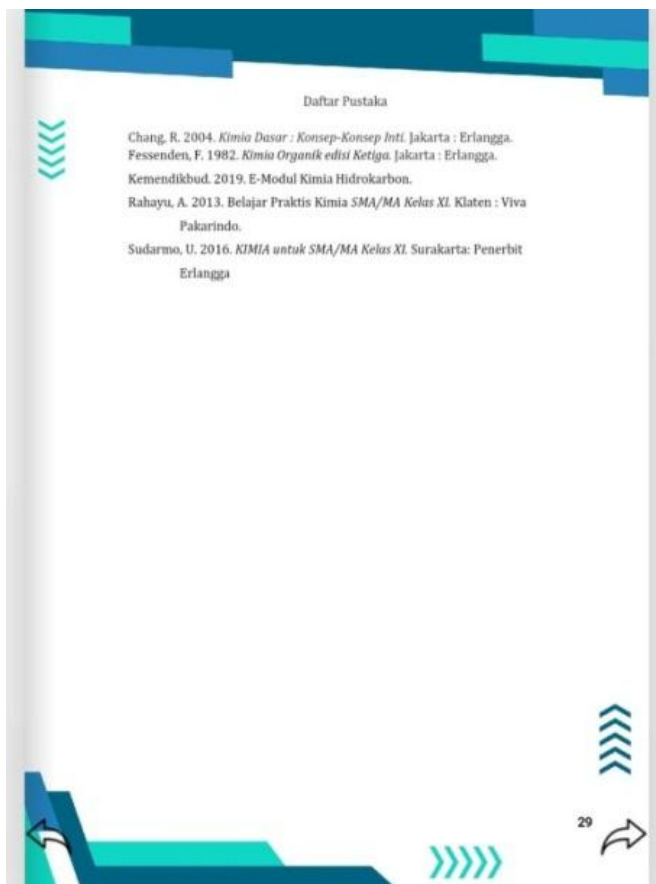 Daftar Pustaka
Chang, R. 2004. Kimia Dasar : Konsep-Konsep Inti. Jakarta : Erlangga.
Fessenden, F. 1982. Kimia Organik edisi Ketiga. Jakarta : Erlangga.
Kemendikbud. 2019. E-Modul Kimia Hidrokarbon.
Rahayu, A. 2013. Belajar Praktis Kimia SMA/MA Kelas XI. Klaten : Viva
Pakarindo.
Sudarmo, U. 2016. KIMIA untuk SMA/MA Kelas XI. Surakarta: Penerbit
Erlangga
29